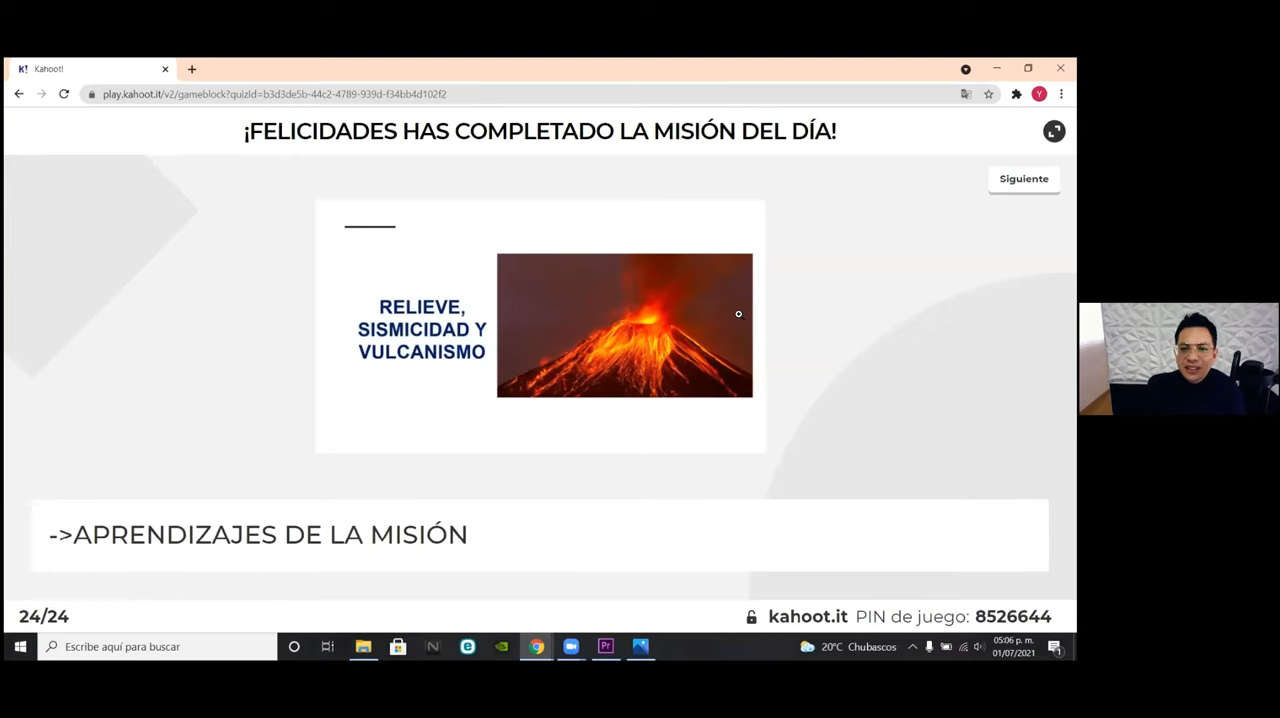 K! Kahoot!
play.kahoot.it/v2/gameblock?quizId=b3d3de5b-44c2-4789-939d-f34bb4d102f2
Y
¡FELICIDADES HAS COMPLETADO LA MISIÓN DEL DÍA!
Siguiente
RELIEVE,
SISMICIDAD Y
VULCANISMO
->APRENDIZAJES DE LA MISIÓN
24/24
kahoot.it PIN de juego: 8526644
Escribe aquí para buscar
N
e
Pr
20°C Chubascos
05:06 p. m.
01/07/2021
1